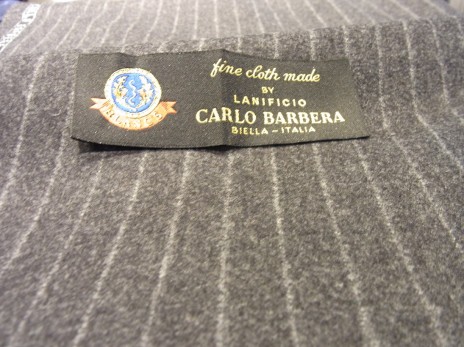 fine cloth made
BY
LANIFICIO
CARLO BARBERA
BIELLA - ITALIA